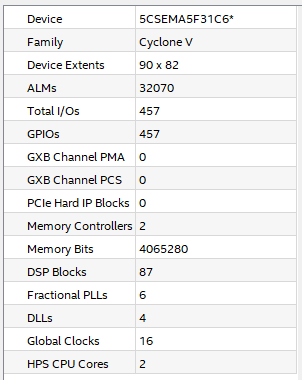 Device 5CSEMA5F31C6*
Family Cyclone V
Device Extents 90 x 82
ALMs 32070
Total I/Os 457
GPIOs 457
GXB Channel PMA 0
GXB Channel PCS 0
PCIe Hard IP Blocks 0
Memory Controllers 2
Memory Bits 4065280
DSP Blocks 87
Fractional PLLs 6
DLLs 4
Global Clocks 16
HPS CPU Cores 2